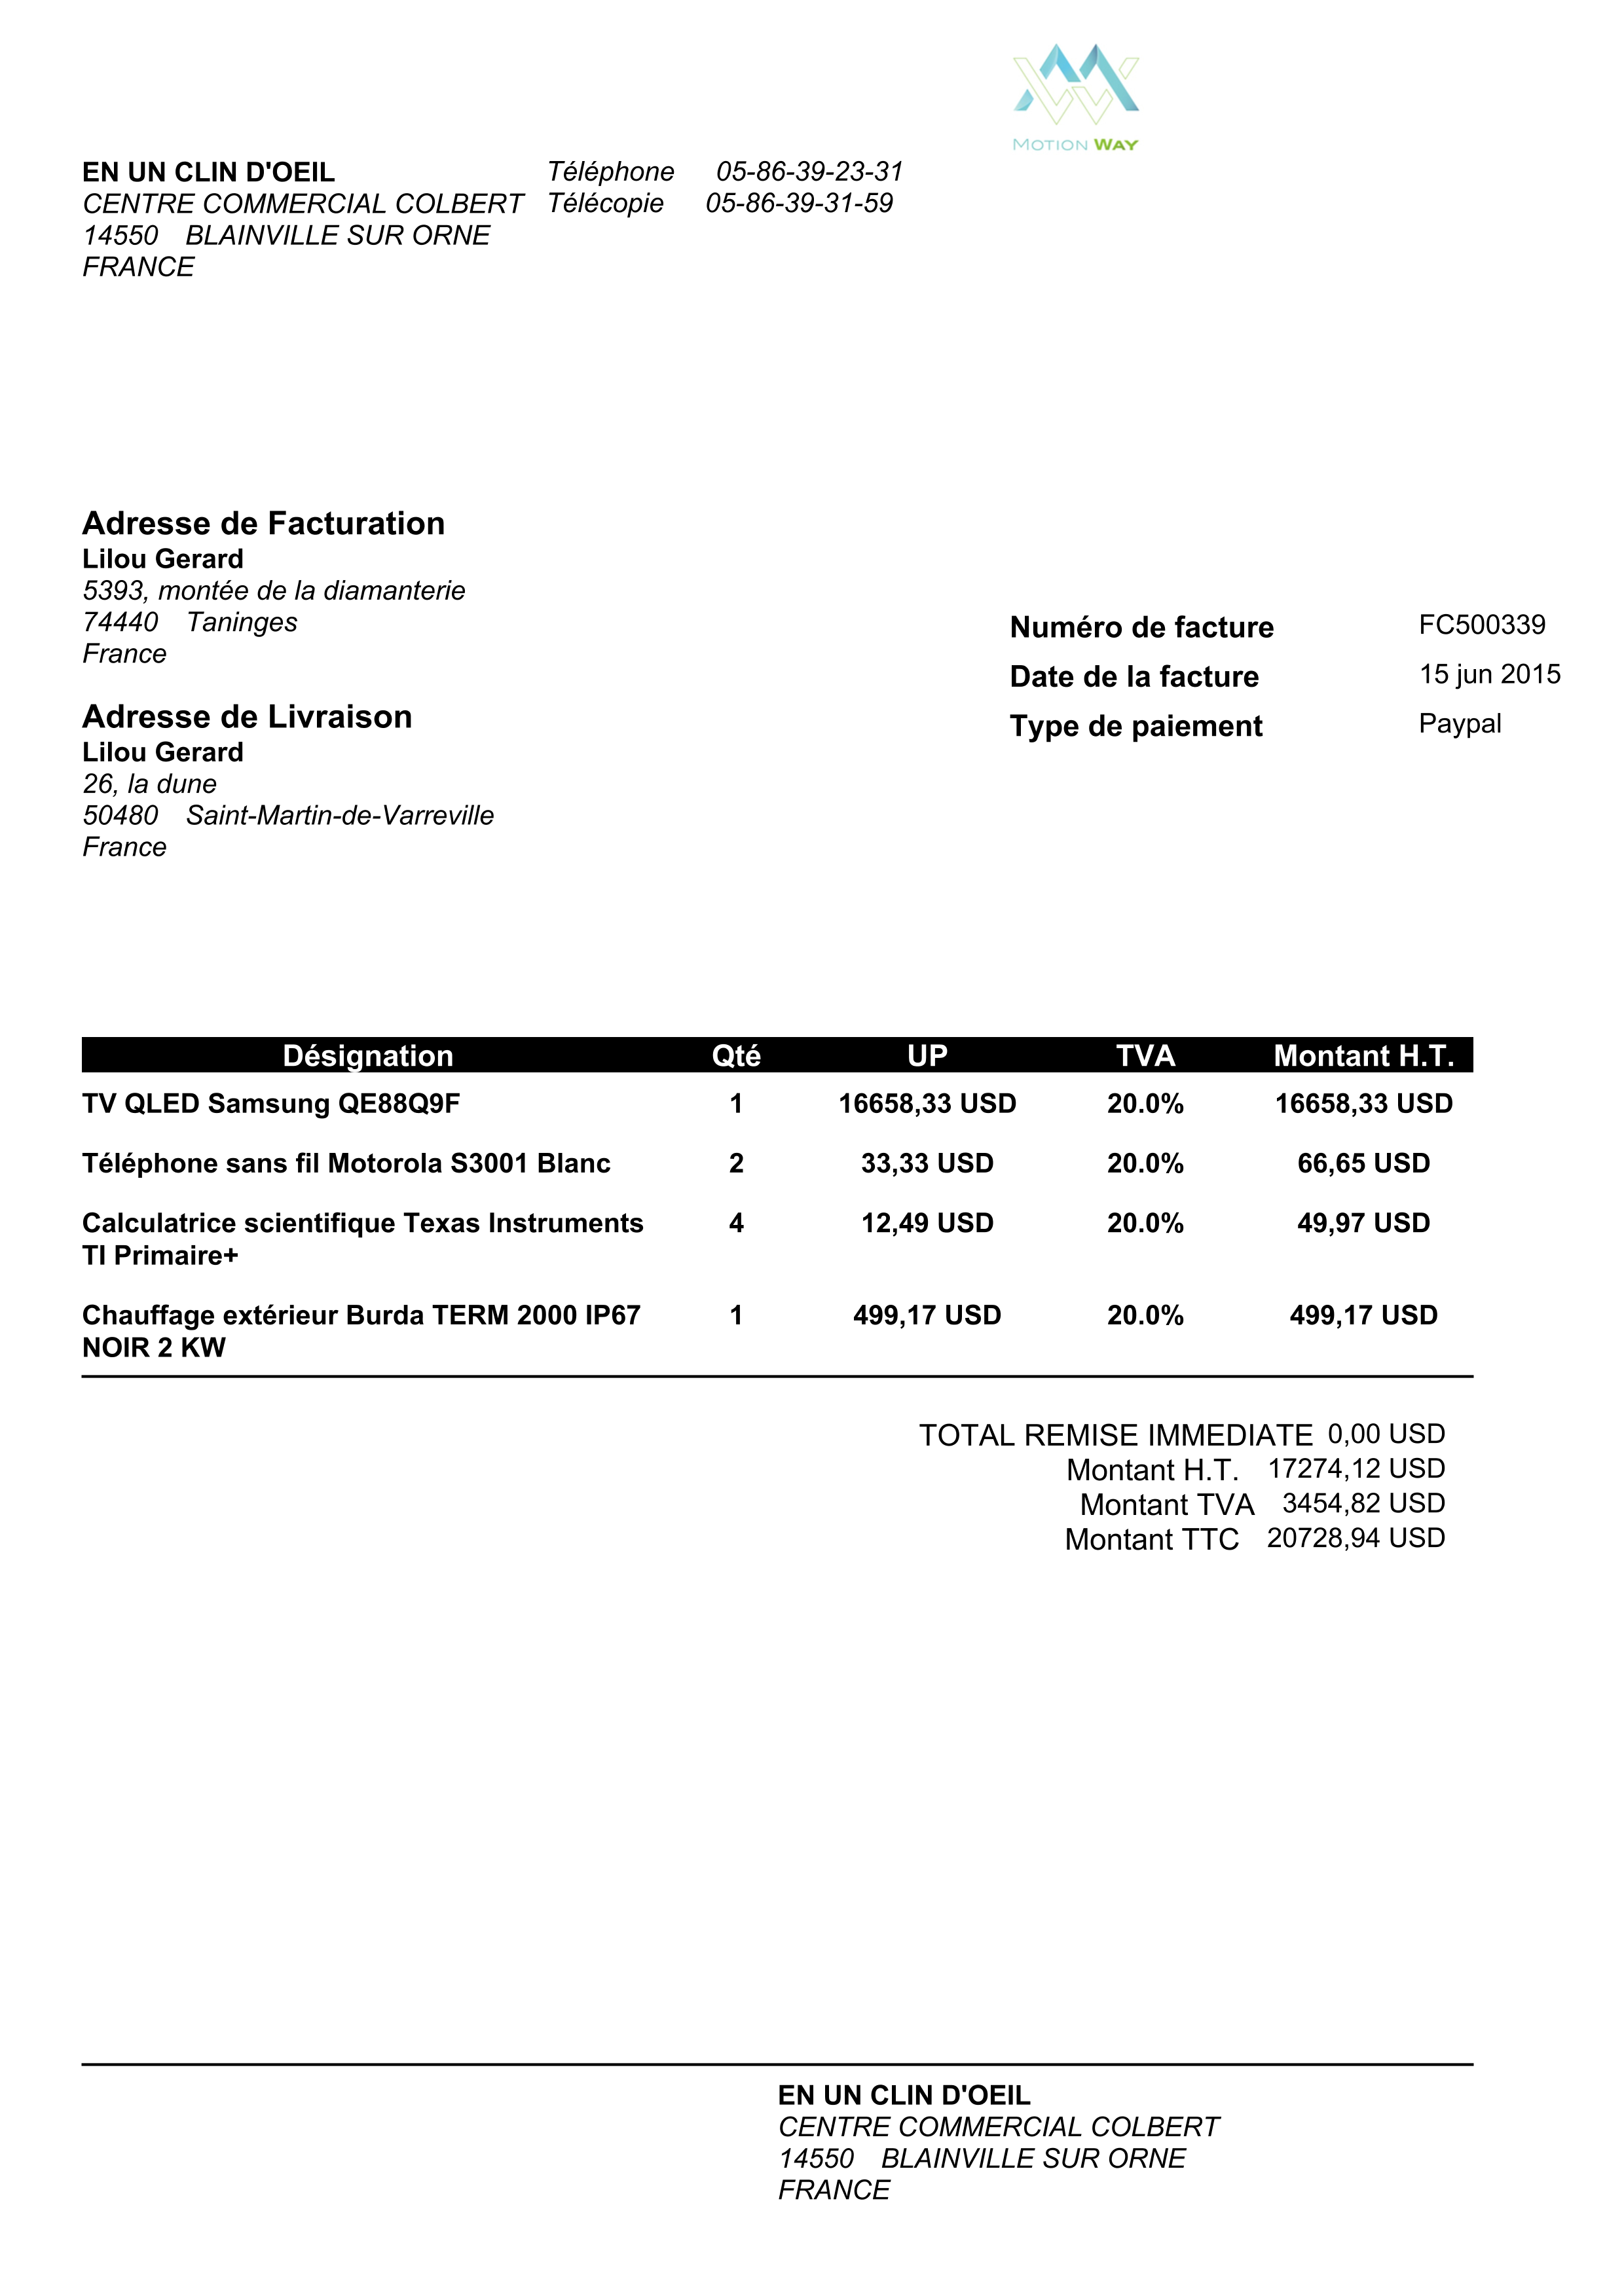 MOTION WAY
EN UN CLIN D'OEIL
CENTRE COMMERCIAL COLBERT
14550 BLAINVILLE SUR ORNE
FRANCE
Téléphone 05-86-39-23-31
Télécopie 05-86-39-31-59
Adresse de Facturation
Lilou Gerard
5393, montée de la diamanterie
74440 Taninges
France
Adresse de Livraison
Lilou Gerard
26, la dune
50480 Saint-Martin-de-Varreville
France
Numéro de facture FC500339
Date de la facture 15 jun 2015
Type de paiement Paypal
Désignation Qté UP TVA Montant H.T.
TV QLED Samsung QE88Q9F 1 16658,33 USD 20.0% 16658,33 USD
Téléphone sans fil Motorola S3001 Blanc 2 33,33 USD 20.0% 66,65 USD
Calculatrice scientifique Texas Instruments 4 12,49 USD 20.0% 49,97 USD
TI Primaire+
Chauffage extérieur Burda TERM 2000 IP67 1 499,17 USD 20.0% 499,17 USD
NOIR 2 KW
TOTAL REMISE IMMEDIATE 0,00 USD
Montant H.T. 17274,12 USD
Montant TVA 3454,82 USD
Montant TTC 20728,94 USD
EN UN CLIN D'OEIL
CENTRE COMMERCIAL COLBERT
14550 BLAINVILLE SUR ORNE
FRANCE